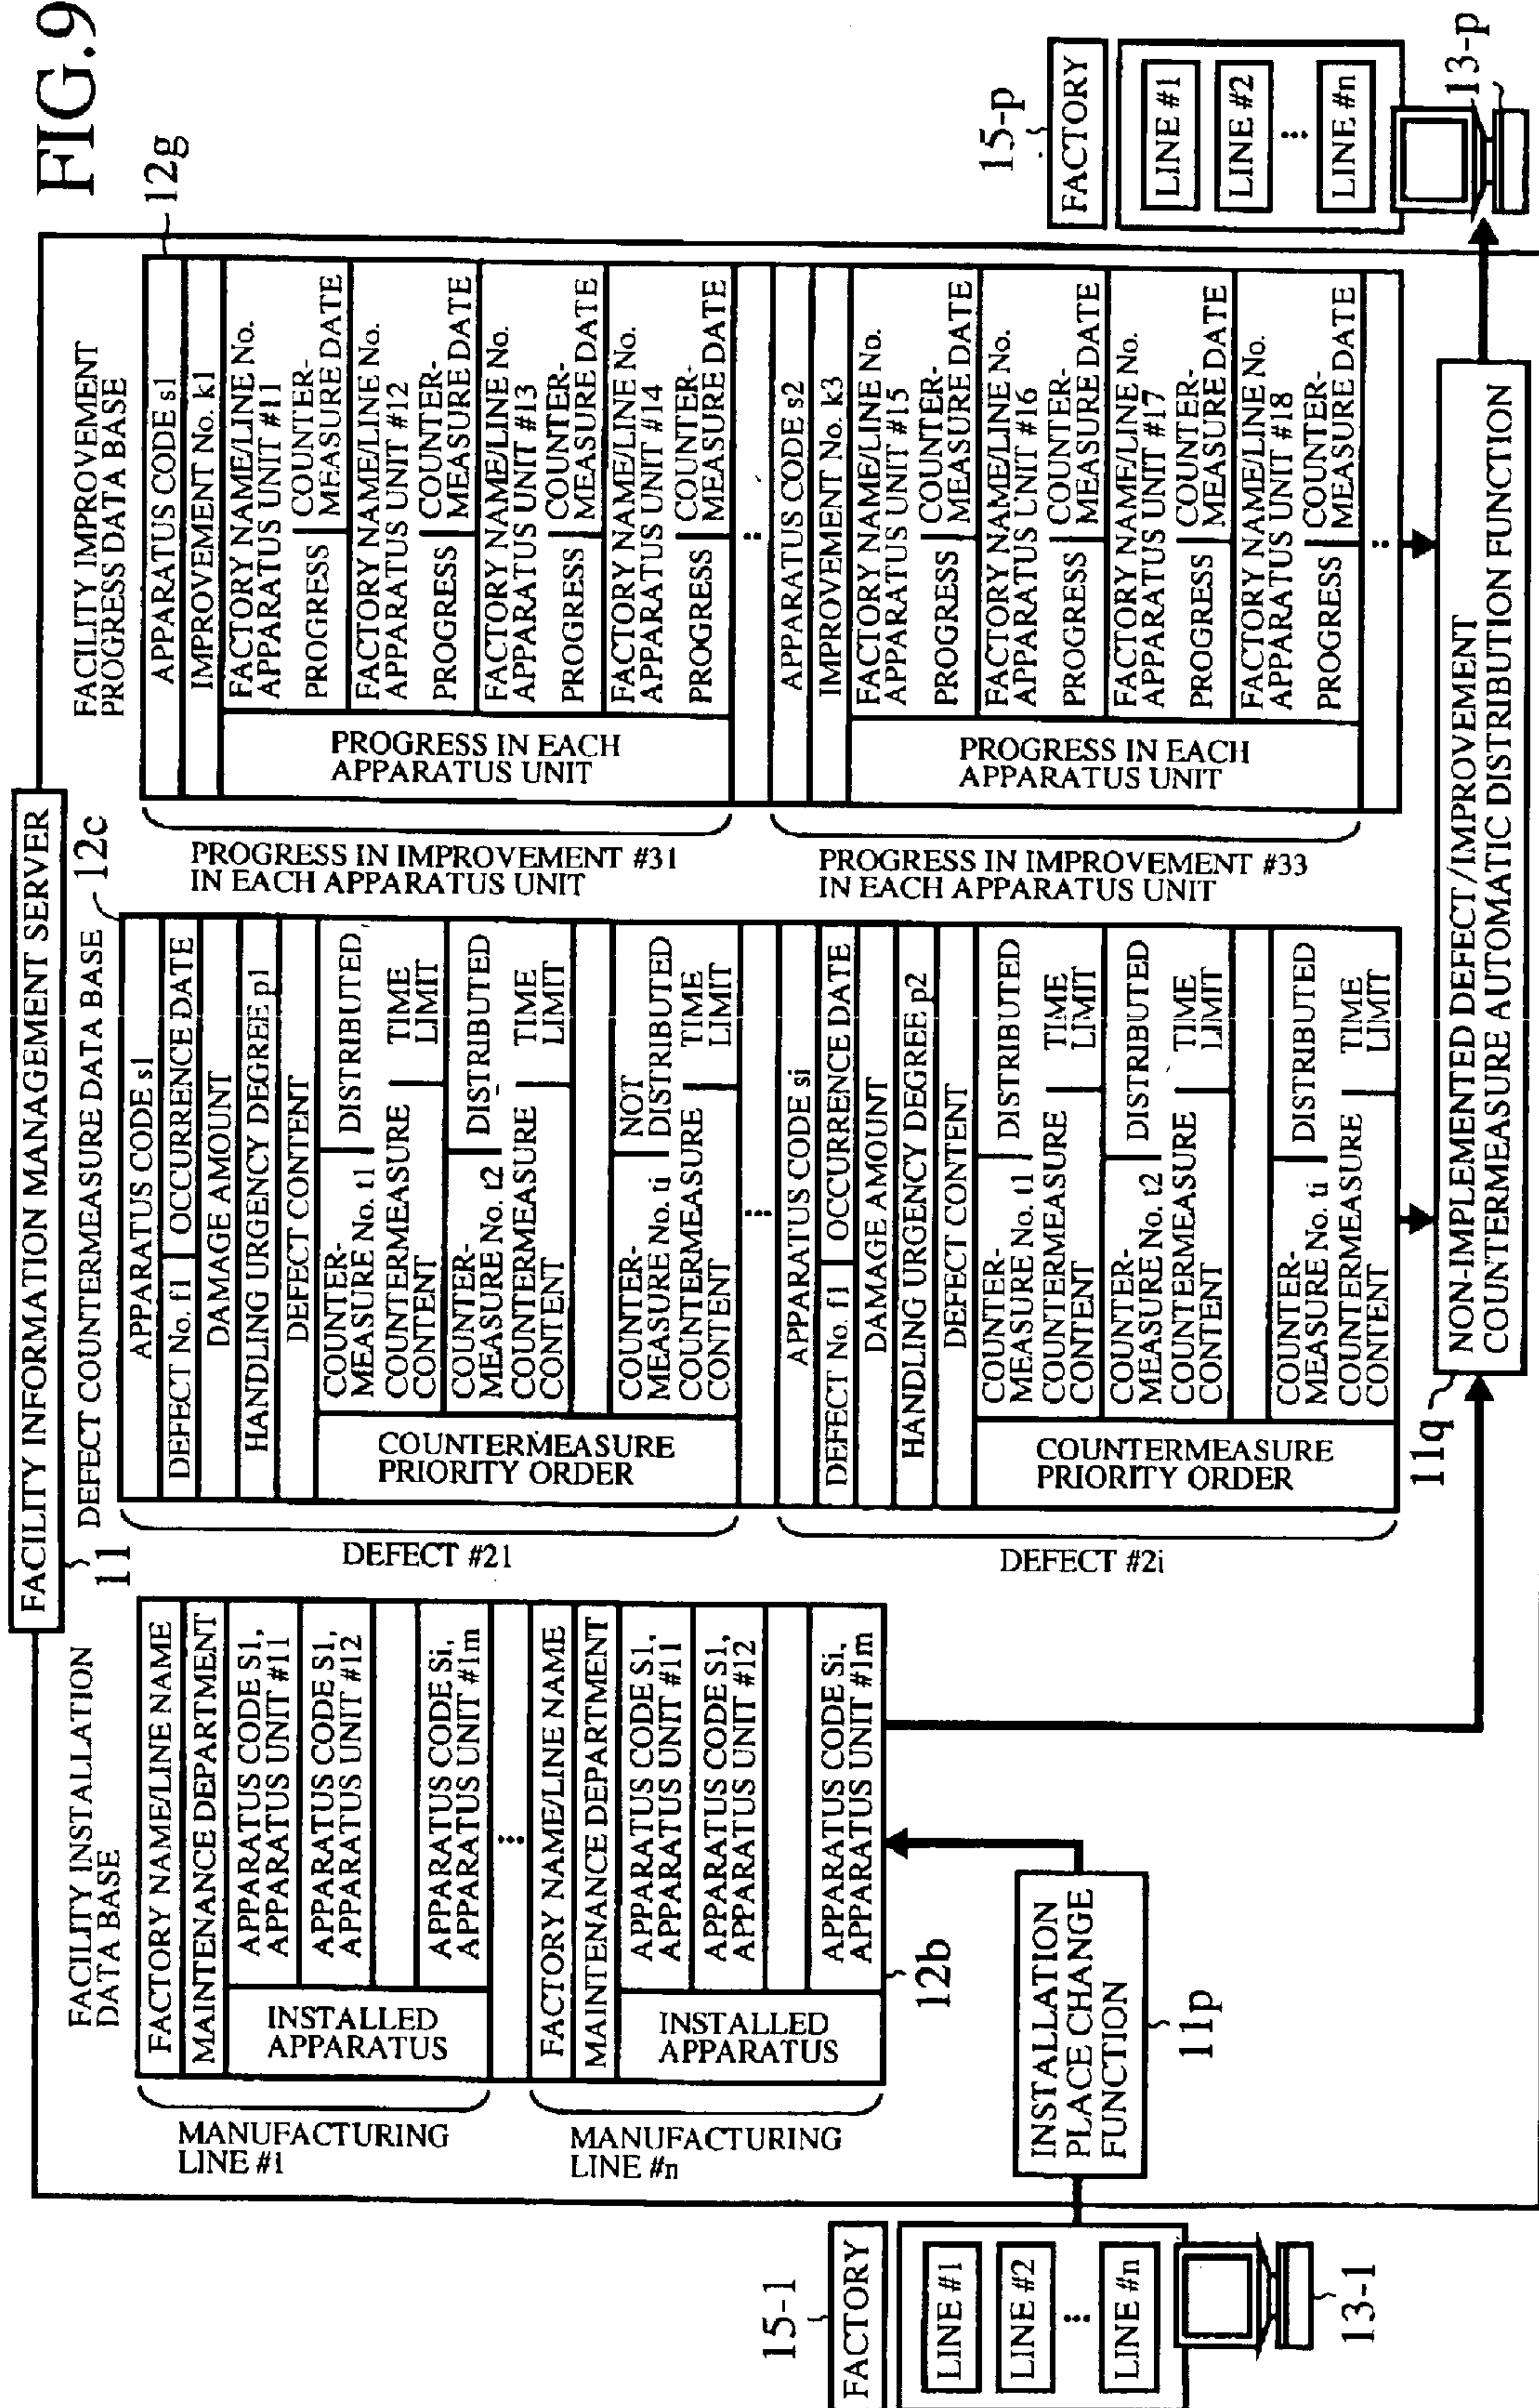 FIG.9
FACILITY INFORMATION MANAGEMENT SERVER
11
FACILITY INSTALLATION
DATA BASE
FACTORY NAME/LINE NAME
MAINTENANCE DEPARTMENT
INSTALLED
APPARATUS
APPARATUS CODE S1,
APPARATUS UNIT #11
APPARATUS CODE S1,
APPARATUS UNIT #12
APPARATUS CODE Si,
APPARATUS UNIT #1m
...
FACTORY NAME/LINE NAME
MAINTENANCE DEPARTMENT
INSTALLED
APPARATUS
APPARATUS CODE S1,
APPARATUS UNIT #11
APPARATUS CODE S1,
APPARATUS UNIT #12
APPARATUS CODE Si,
APPARATUS UNIT #1m
12b
MANUFACTURING
LINE #1
MANUFACTURING
LINE #n
DEFECT COUNTERMEASURE DATA BASE
12c
APPARATUS CODE s1
DEFECT No. f1
OCCURRENCE DATE
DAMAGE AMOUNT
HANDLING URGENCY DEGREE p1
DEFECT CONTENT
COUNTERMEASURE
PRIORITY ORDER
COUNTER-
MEASURE No. t1
DISTRIBUTED
COUNTERMEASURE
CONTENT
TIME
LIMIT
COUNTER-
MEASURE No. t2
DISTRIBUTED
COUNTERMEASURE
CONTENT
TIME
LIMIT
COUNTER-
MEASURE No. ti
NOT
DISTRIBUTED
COUNTERMEASURE
CONTENT
TIME
LIMIT
...
APPARATUS CODE si
DEFECT No. f1
OCCURRENCE DATE
DAMAGE AMOUNT
HANDLING URGENCY DEGREE p2
DEFECT CONTENT
COUNTERMEASURE
PRIORITY ORDER
COUNTER-
MEASURE No. t1
DISTRIBUTED
COUNTERMEASURE
CONTENT
TIME
LIMIT
COUNTER-
MEASURE No. t2
DISTRIBUTED
COUNTERMEASURE
CONTENT
TIME
LIMIT
COUNTER-
MEASURE No. ti
DISTRIBUTED
COUNTERMEASURE
CONTENT
TIME
LIMIT
DEFECT #21
DEFECT #2i
FACILITY IMPROVEMENT
PROGRESS DATA BASE
12g
APPARATUS CODE s1
IMPROVEMENT No. k1
PROGRESS IN EACH
APPARATUS UNIT
FACTORY NAME/LINE No.
APPARATUS UNIT #11
PROGRESS
COUNTER-
MEASURE DATE
FACTORY NAME/LINE No.
APPARATUS UNIT #12
PROGRESS
COUNTER-
MEASURE DATE
FACTORY NAME/LINE No.
APPARATUS UNIT #13
PROGRESS
COUNTER-
MEASURE DATE
FACTORY NAME/LINE No.
APPARATUS UNIT #14
PROGRESS
COUNTER-
MEASURE DATE
..
APPARATUS CODE s2
IMPROVEMENT No. k3
PROGRESS IN EACH
APPARATUS UNIT
FACTORY NAME/LINE No.
APPARATUS UNIT #15
PROGRESS
COUNTER-
MEASURE DATE
FACTORY NAME/LINE No.
APPARATUS UNIT #16
PROGRESS
COUNTER-
MEASURE DATE
FACTORY NAME/LINE No.
APPARATUS UNIT #17
PROGRESS
COUNTER-
MEASURE DATE
FACTORY NAME/LINE No.
APPARATUS UNIT #18
PROGRESS
COUNTER-
MEASURE DATE
..
PROGRESS IN IMPROVEMENT #31
IN EACH APPARATUS UNIT
PROGRESS IN IMPROVEMENT #33
IN EACH APPARATUS UNIT
15-1
FACTORY
LINE #1
LINE #2
...
LINE #n
13-1
INSTALLATION
PLACE CHANGE
FUNCTION
11p
11q
NON-IMPLEMENTED DEFECT/IMPROVEMENT
COUNTERMEASURE AUTOMATIC DISTRIBUTION FUNCTION
15-p
FACTORY
LINE #1
LINE #2
...
LINE #n
13-p